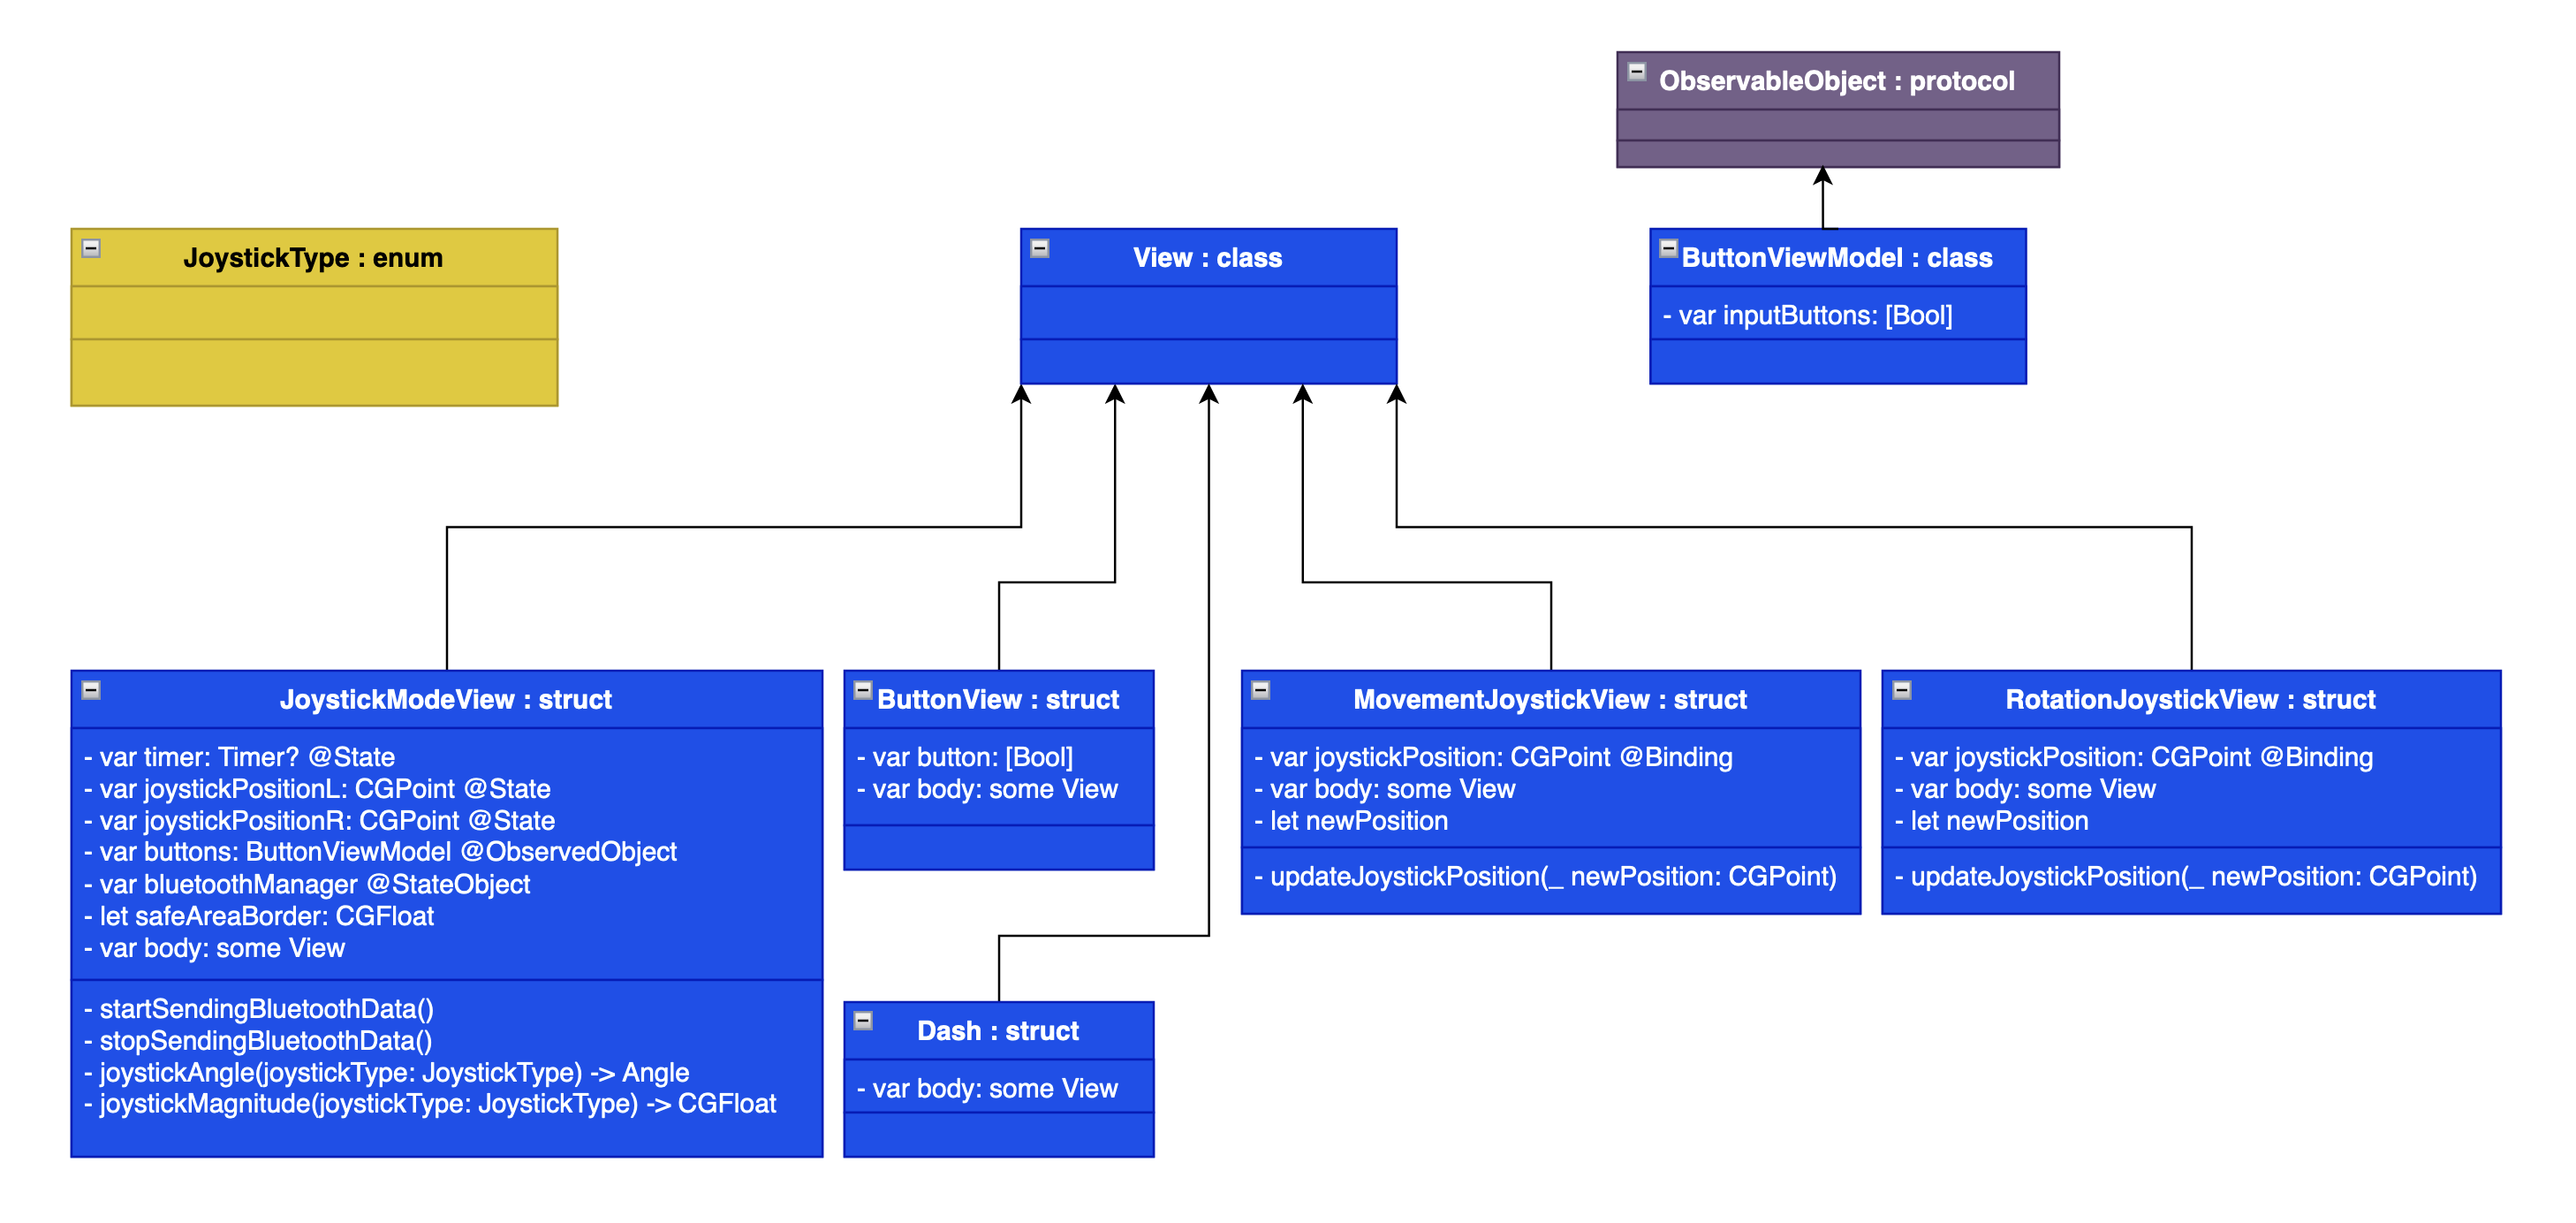 ObservableObject : protocol
JoystickType : enum
View : class
ButtonViewModel : class
- var inputButtons: [Bool]
JoystickModeView : struct
- var timer: Timer? @State
- var joystickPositionL: CGPoint @State
- var joystickPositionR: CGPoint @State
- var buttons: ButtonViewModel @ObservedObject
- var bluetoothManager @StateObject
- let safeAreaBorder: CGFloat
- var body: some View
- startSendingBluetoothData()
- stopSendingBluetoothData()
- joystickAngle(joystickType: JoystickType) -> Angle
- joystickMagnitude(joystickType: JoystickType) -> CGFloat
ButtonView : struct
- var button: [Bool]
- var body: some View
Dash : struct
- var body: some View
MovementJoystickView : struct
- var joystickPosition: CGPoint @Binding
- var body: some View
- let newPosition
- updateJoystickPosition(_ newPosition: CGPoint)
RotationJoystickView : struct
- var joystickPosition: CGPoint @Binding
- var body: some View
- let newPosition
- updateJoystickPosition(_ newPosition: CGPoint)